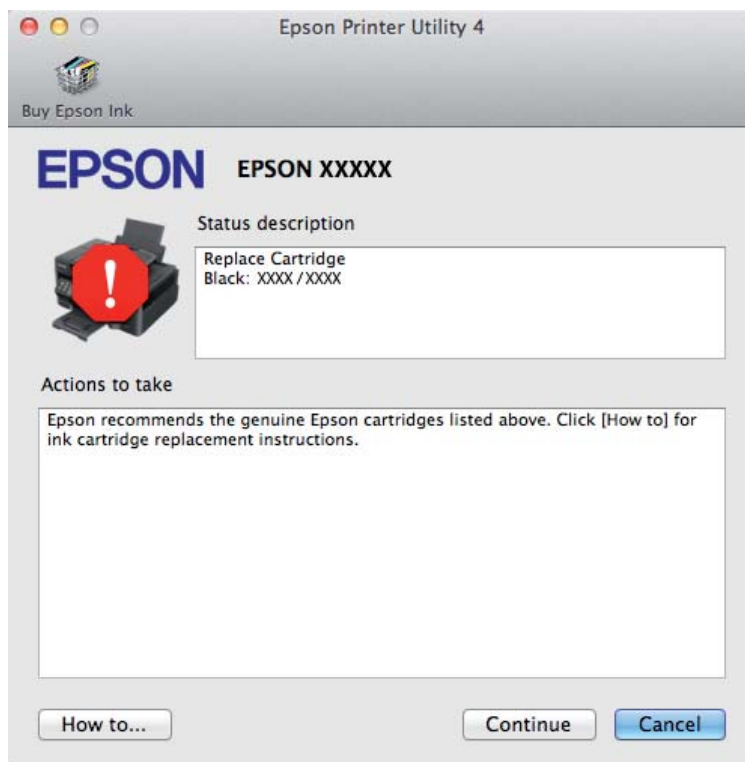 Epson Printer Utility 4
Buy Epson Ink
EPSON EPSON XXXXX
Status description
Replace Cartridge
Black: XXXX / XXXX
!
Actions to take
Epson recommends the genuine Epson cartridges listed above. Click [How to] for
ink cartridge replacement instructions.
How to... Continue Cancel